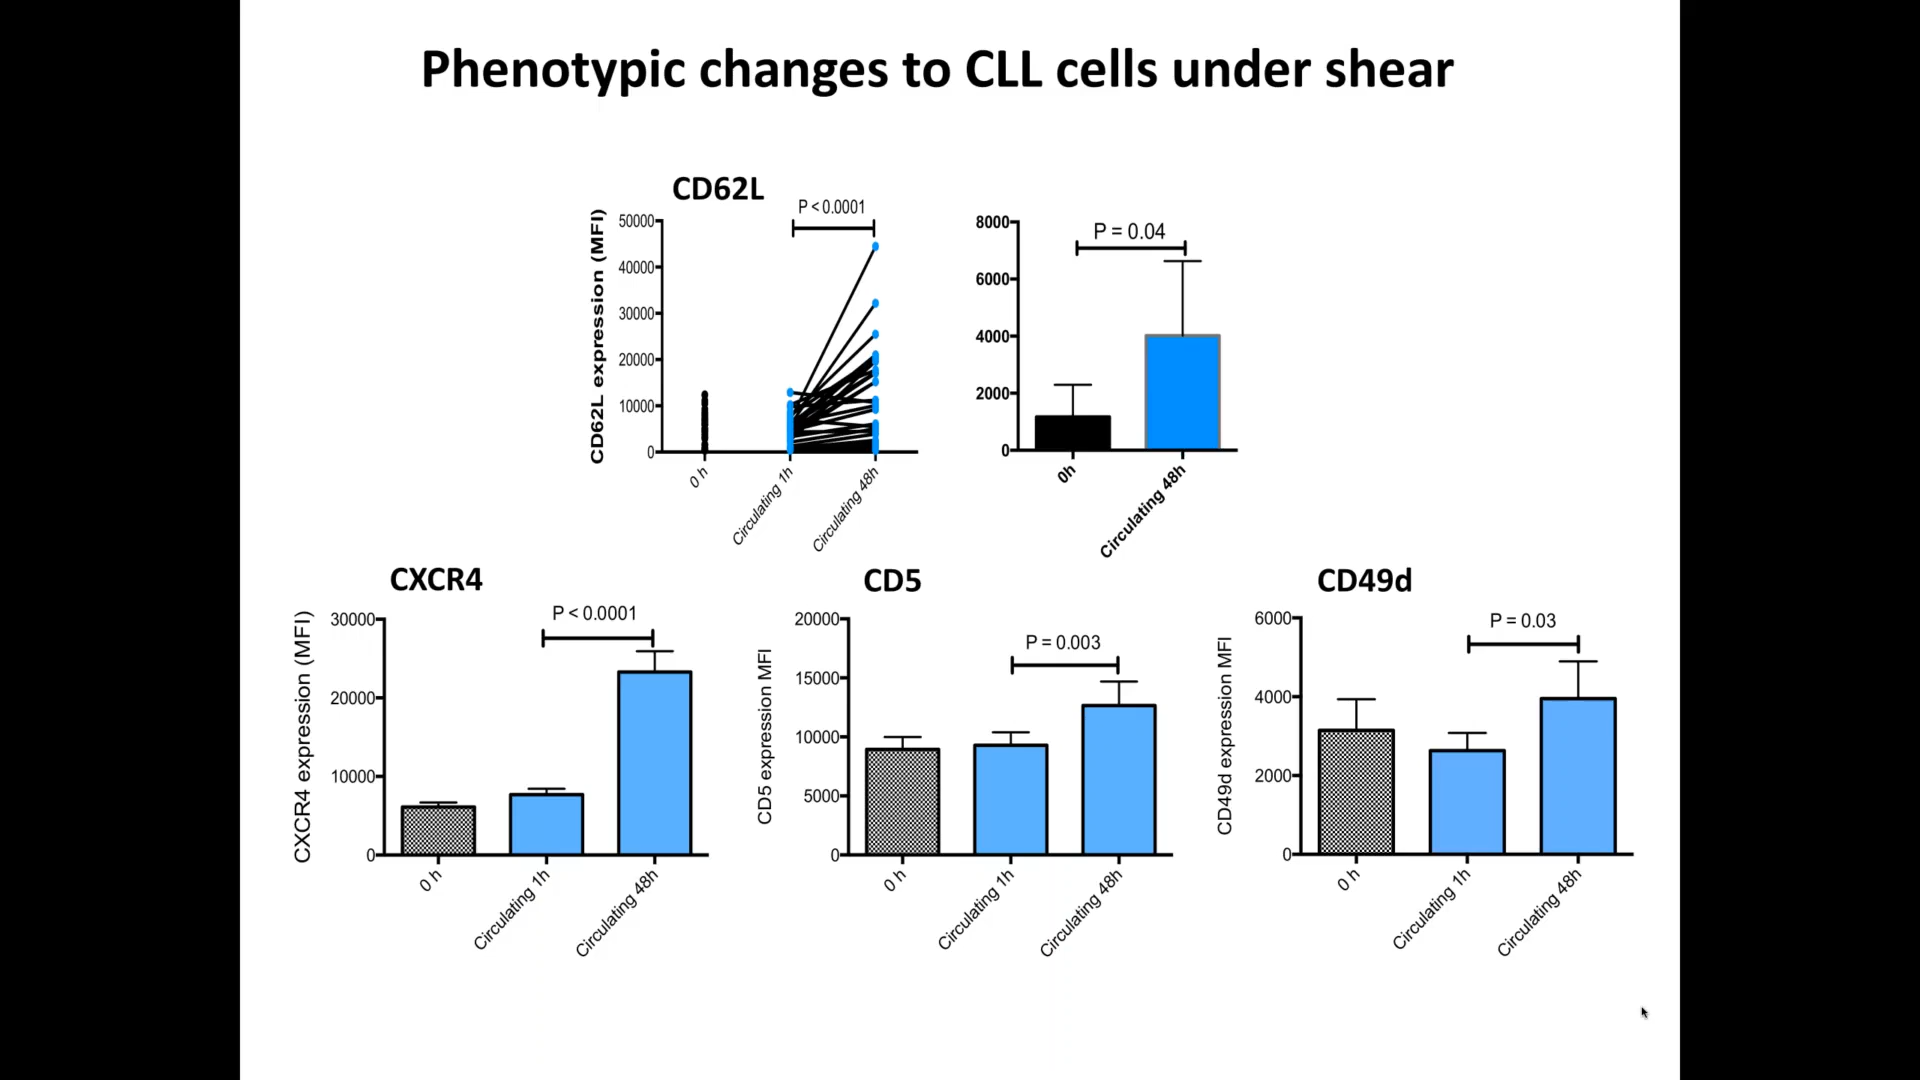 Phenotypic changes to CLL cells under shear
CD62L
P < 0.0001
CD62L expression (MFI)
50000
40000
30000
20000
10000
0
0 h
Circulating 1h
Circulating 48h
P = 0.04
8000
6000
4000
2000
0
0h
Circulating 48h
CXCR4
P < 0.0001
CXCR4 expression (MFI)
30000
20000
10000
0
0 h
Circulating 1h
Circulating 48h
CD5
P = 0.003
CD5 expression MFI
20000
15000
10000
5000
0
0 h
Circulating 1h
Circulating 48h
CD49d
P = 0.03
CD49d expression MFI
6000
4000
2000
0
0 h
Circulating 1h
Circulating 48h